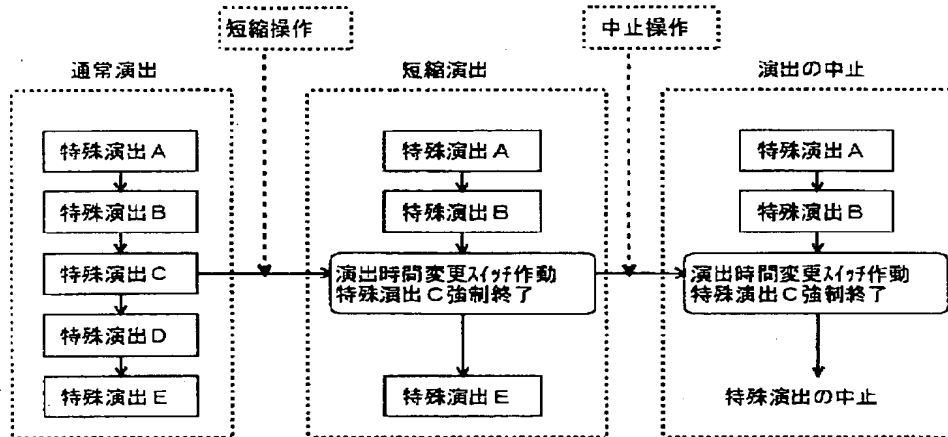 短縮操作
中止操作
通常演出
短縮演出
演出の中止
特殊演出A
特殊演出B
特殊演出C
特殊演出D
特殊演出E
特殊演出A
特殊演出B
演出時間変更スイッチ作動
特殊演出C強制終了
特殊演出E
特殊演出A
特殊演出B
演出時間変更スイッチ作動
特殊演出C強制終了
特殊演出の中止